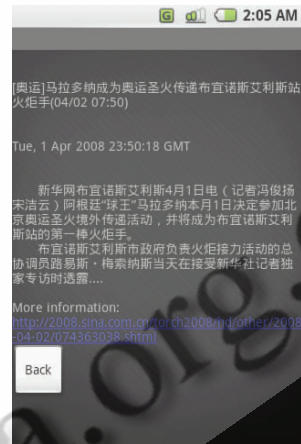 2:05 AM
[奥运]马拉多纳成为奥运圣火传递布宜诺斯艾利斯站
火炬手(04/02 07:50)
Tue, 1 Apr 2008 23:50:18 GMT
新华网布宜诺斯艾利斯4月1日电（记者冯俊扬
宋洁云）阿根廷“球王”马拉多纳本月1日决定参加北
京奥运圣火境外传递活动，并将成为布宜诺斯艾利
斯站的第一棒火炬手。
布宜诺斯艾利斯市政府负责火炬接力活动的总
协调员路易斯·梅索纳斯当天在接受新华社记者独
家专访时透露....
More information:
http://2008.sina.com.cn/torch2008/hd/other/2008
-04-02/074363038.shtml
Back
a.org.